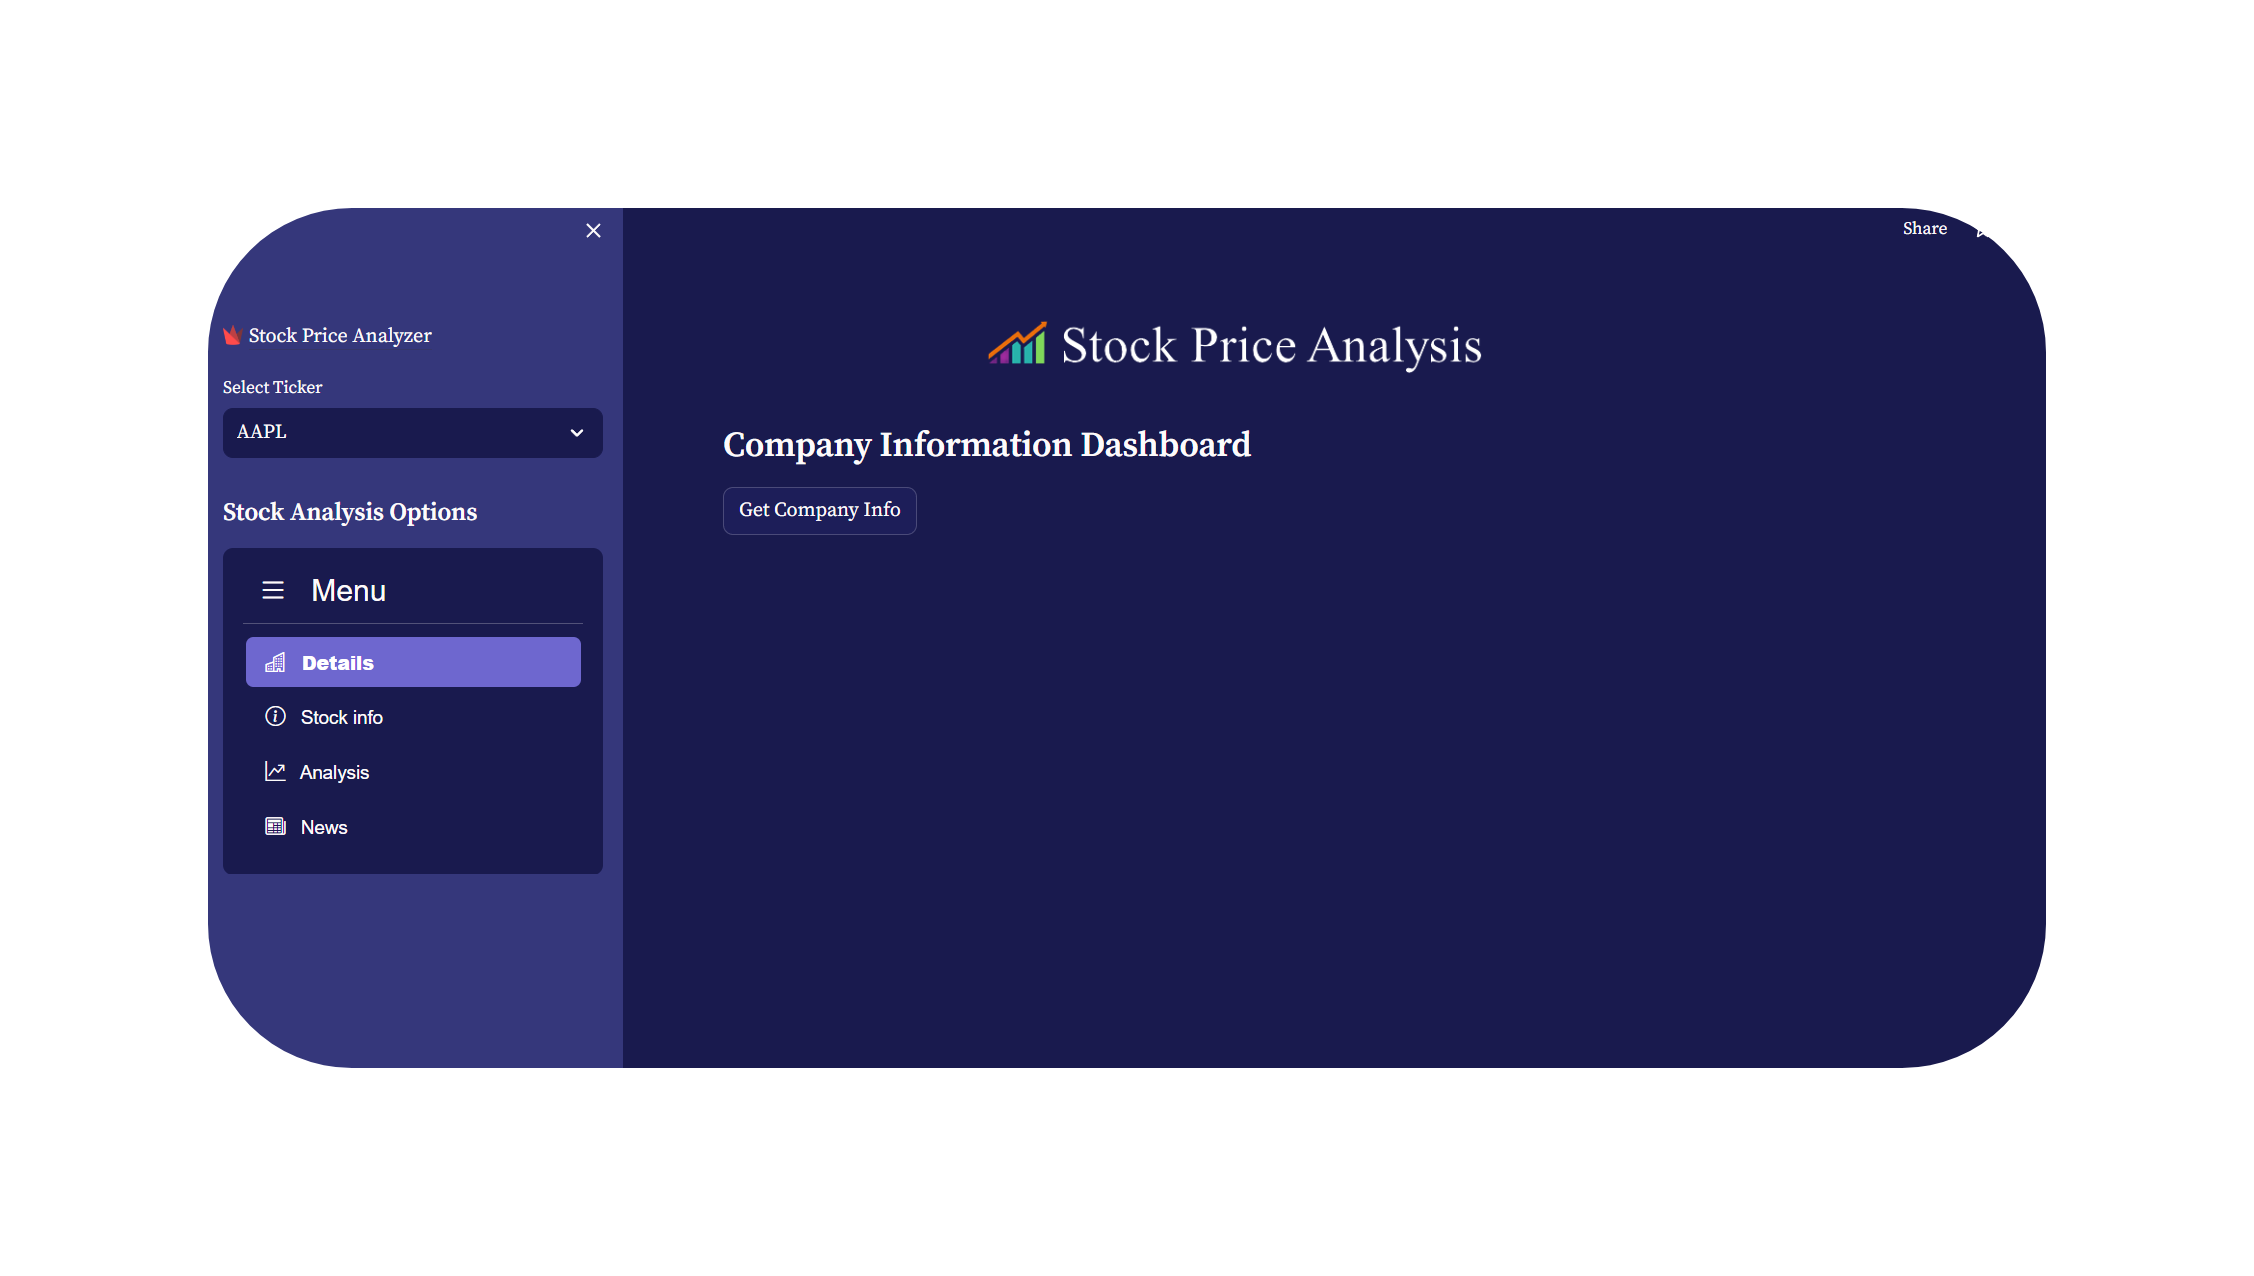 Stock Price Analyzer
Select Ticker
AAPL
Stock Analysis Options
Menu
Details
Stock info
Analysis
News
Share
Stock Price Analysis
Company Information Dashboard
Get Company Info